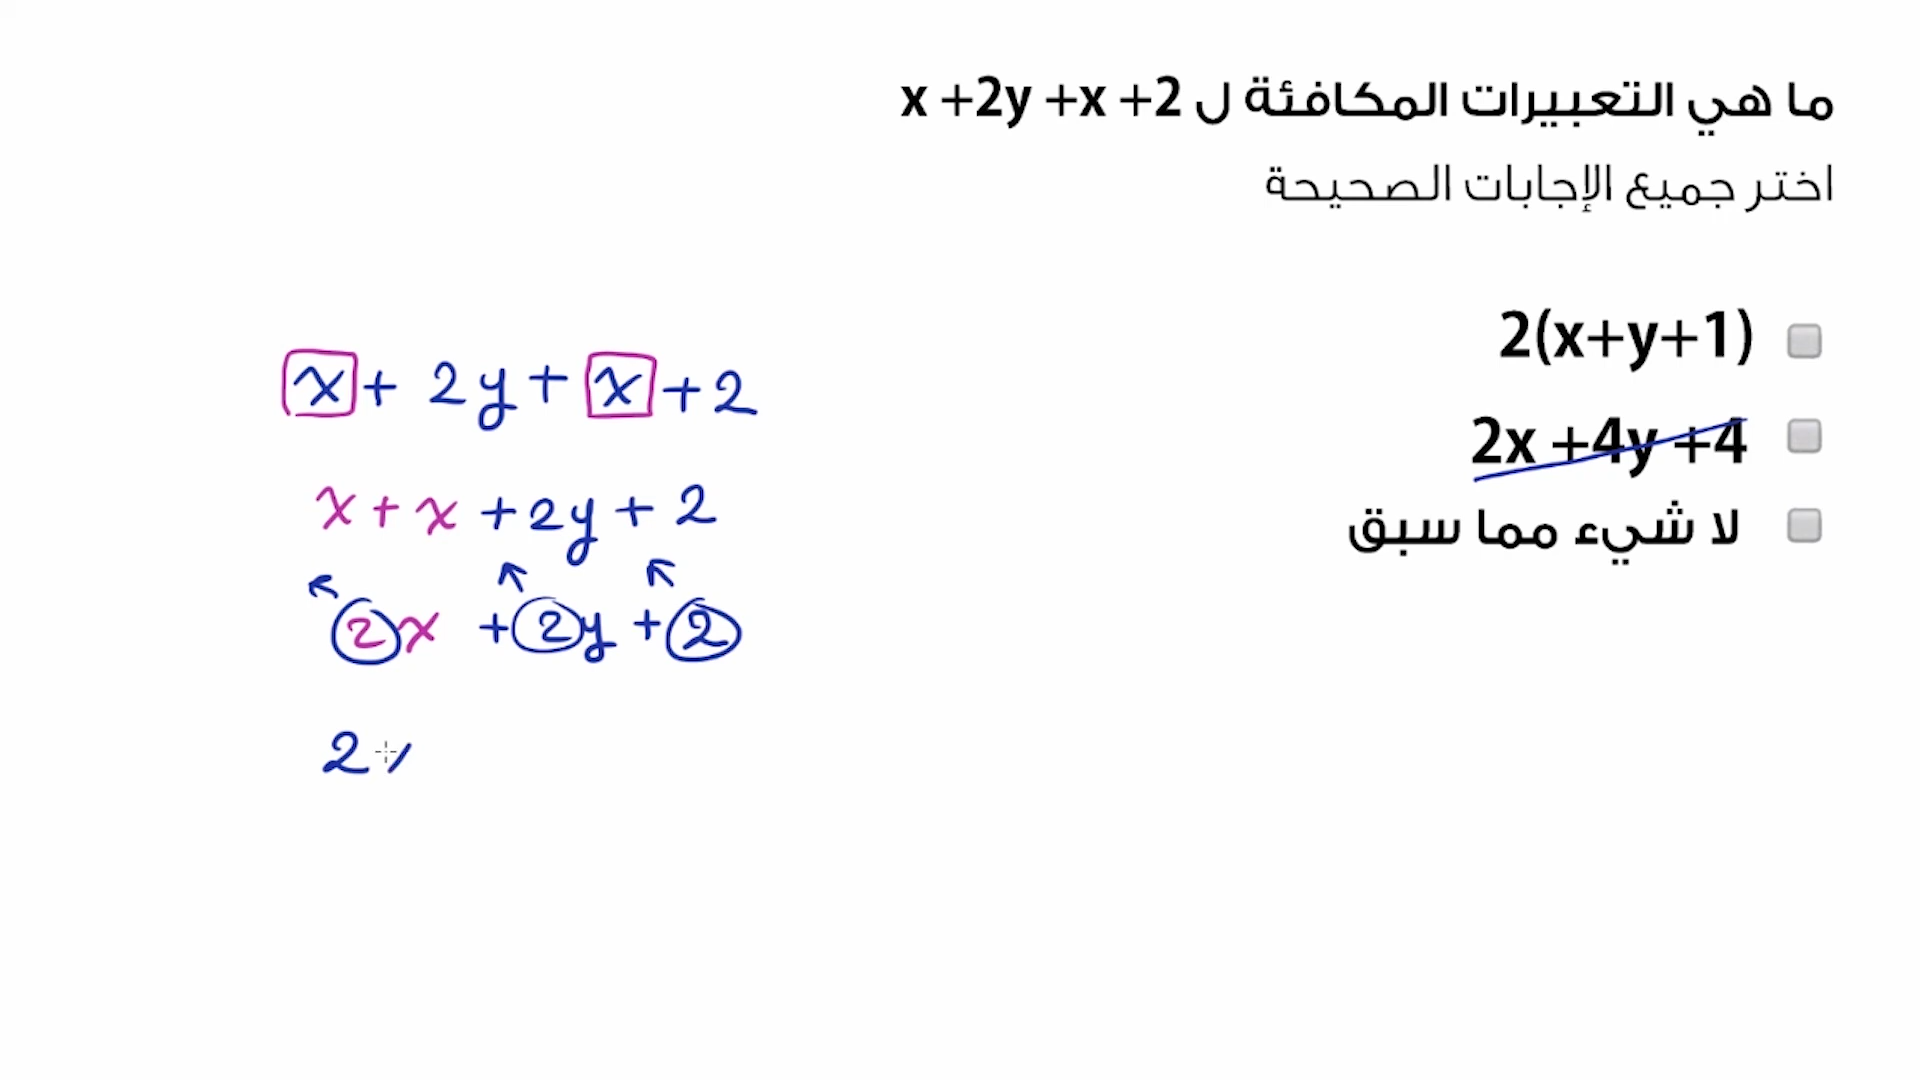 ما هي التعبيرات المكافئة ل x +2y +x +2
اختر جميع الإجابات الصحيحة
2(x+y+1)
2x +4y +4
لا شيء مما سبق
x + 2y + x + 2
x + x + 2y + 2
2x + 2y + 2
2